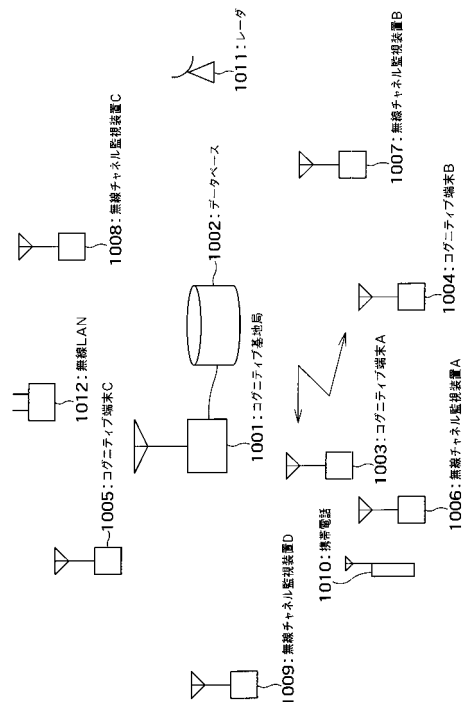 1011:レーダ
1008:無線チャネル監視装置C
1007:無線チャネル監視装置B
1002:データベース
1012:無線LAN
1004:コグニティブ端末B
1001:コグニティブ基地局
1005:コグニティブ端末C
1003:コグニティブ端末A
1006:無線チャネル監視装置A
1010:携帯電話
1009:無線チャネル監視装置D